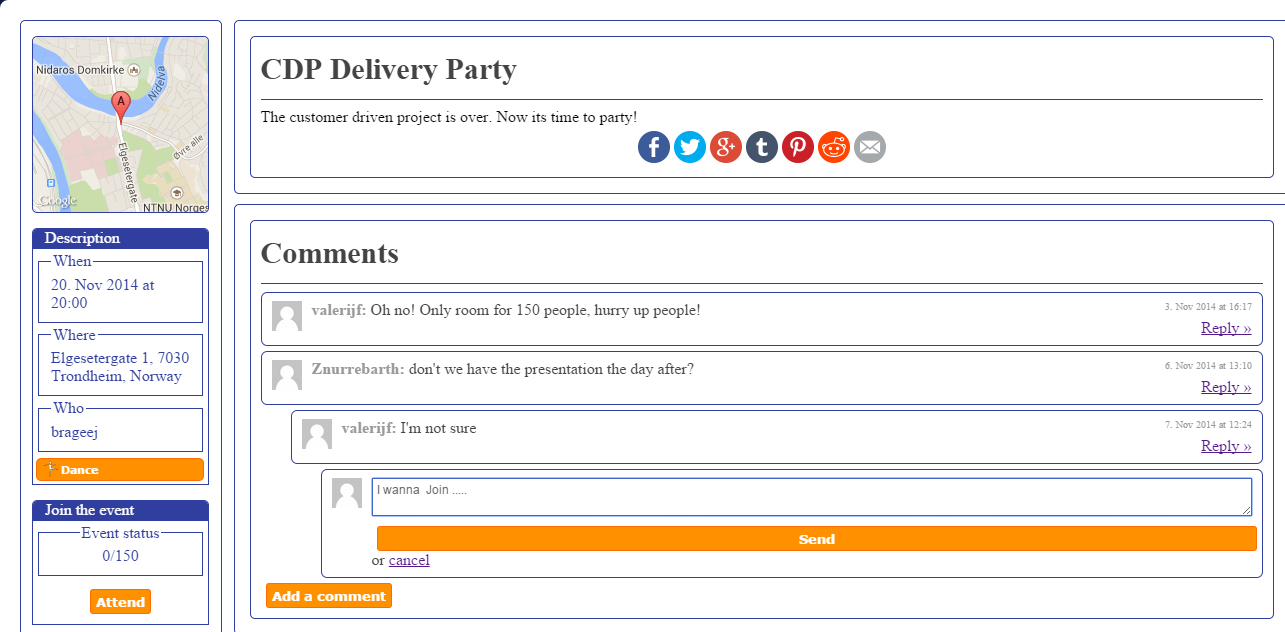 Nidaros Domkirke
Nidelva
A
Elgesetergate
Øvre alle
Google
NTNU Norges
Description
When
20. Nov 2014 at
20:00
Where
Elgesetergate 1, 7030
Trondheim, Norway
Who
brageej
Dance
Join the event
Event status
0/150
Attend
CDP Delivery Party
The customer driven project is over. Now its time to party!
Comments
valerijf: Oh no! Only room for 150 people, hurry up people!
3. Nov 2014 at 16:17
Reply »
Znurrebarth: don't we have the presentation the day after?
6. Nov 2014 at 13:10
Reply »
valerijf: I'm not sure
7. Nov 2014 at 12:24
Reply »
I wanna  Join .....
Send
or cancel
Add a comment